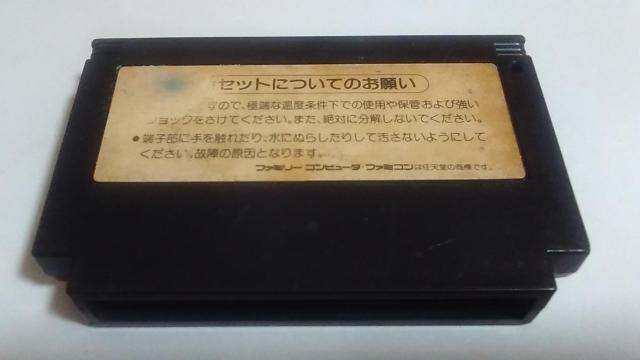 セットについてのお願い
すので、極端な温度条件下での使用や保管および強い
ョックをさけてください。また、絶対に分解しないでください。
●端子部に手を触れたり、水にぬらしたりして汚さないようにして
ください。故障の原因となります。
ファミリーコンピュータ・ファミコンは任天堂の商標です。